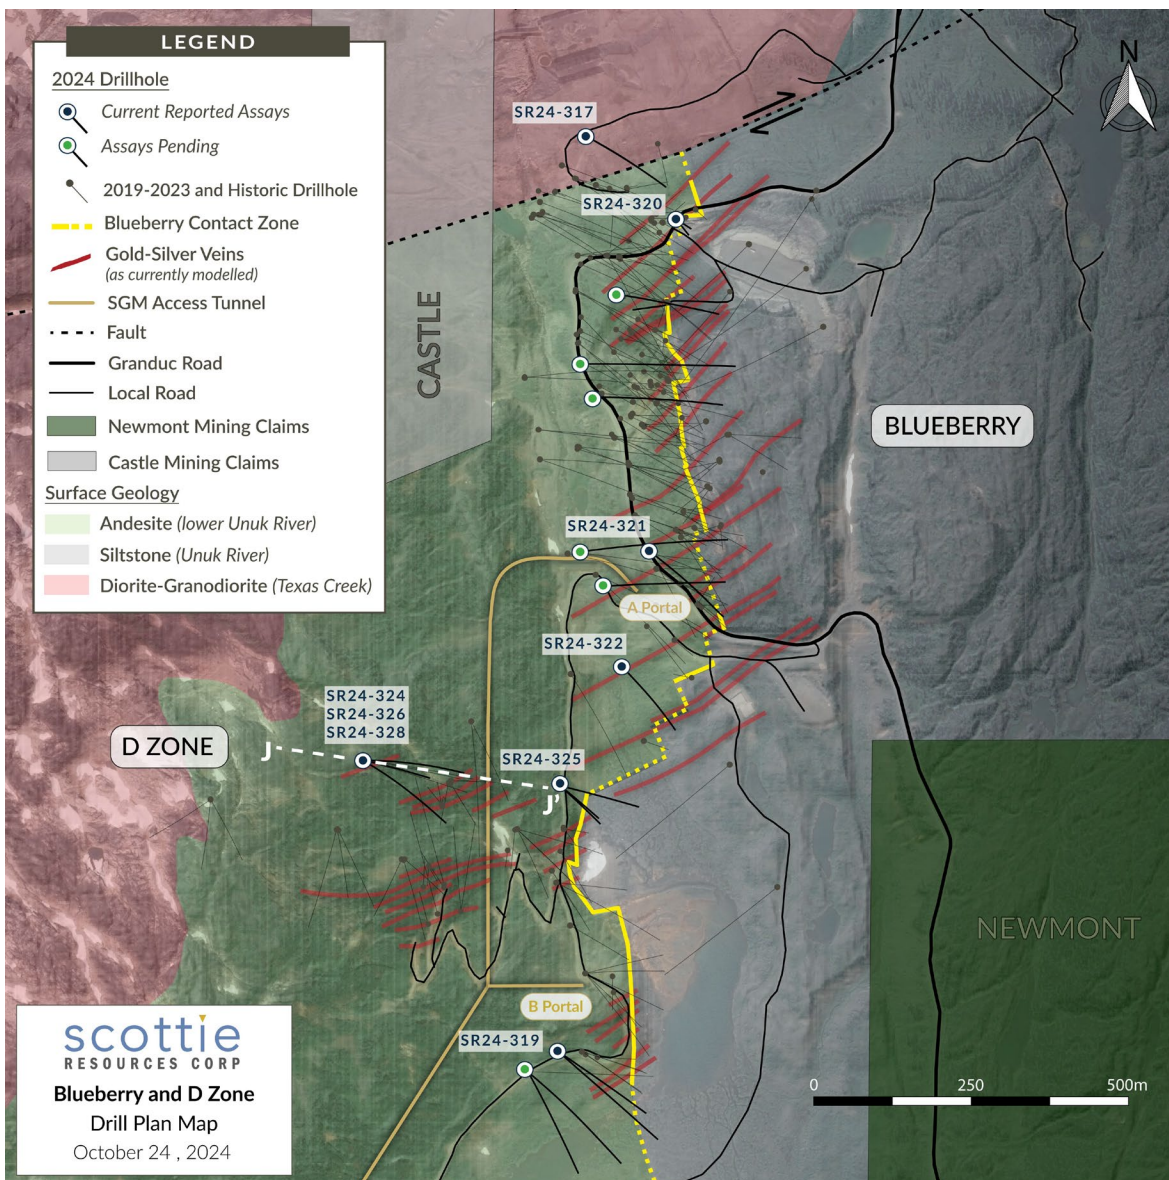 LEGEND
2024 Drillhole
Current Reported Assays
Assays Pending
2019-2023 and Historic Drillhole
Blueberry Contact Zone
Gold-Silver Veins
(as currently modelled)
SGM Access Tunnel
Fault
Granduc Road
Local Road
Newmont Mining Claims
Castle Mining Claims
Surface Geology
Andesite (lower Unuk River)
Siltstone (Unuk River)
Diorite-Granodiorite (Texas Creek)
N
SR24-317
SR24-320
CASTLE
BLUEBERRY
SR24-321
A Portal
SR24-322
SR24-324
SR24-326
SR24-328
D ZONE
J
SR24-325
J'
NEWMONT
B Portal
SR24-319
scottie
RESOURCES CORP
Blueberry and D Zone
Drill Plan Map
October 24 , 2024
0 250 500m